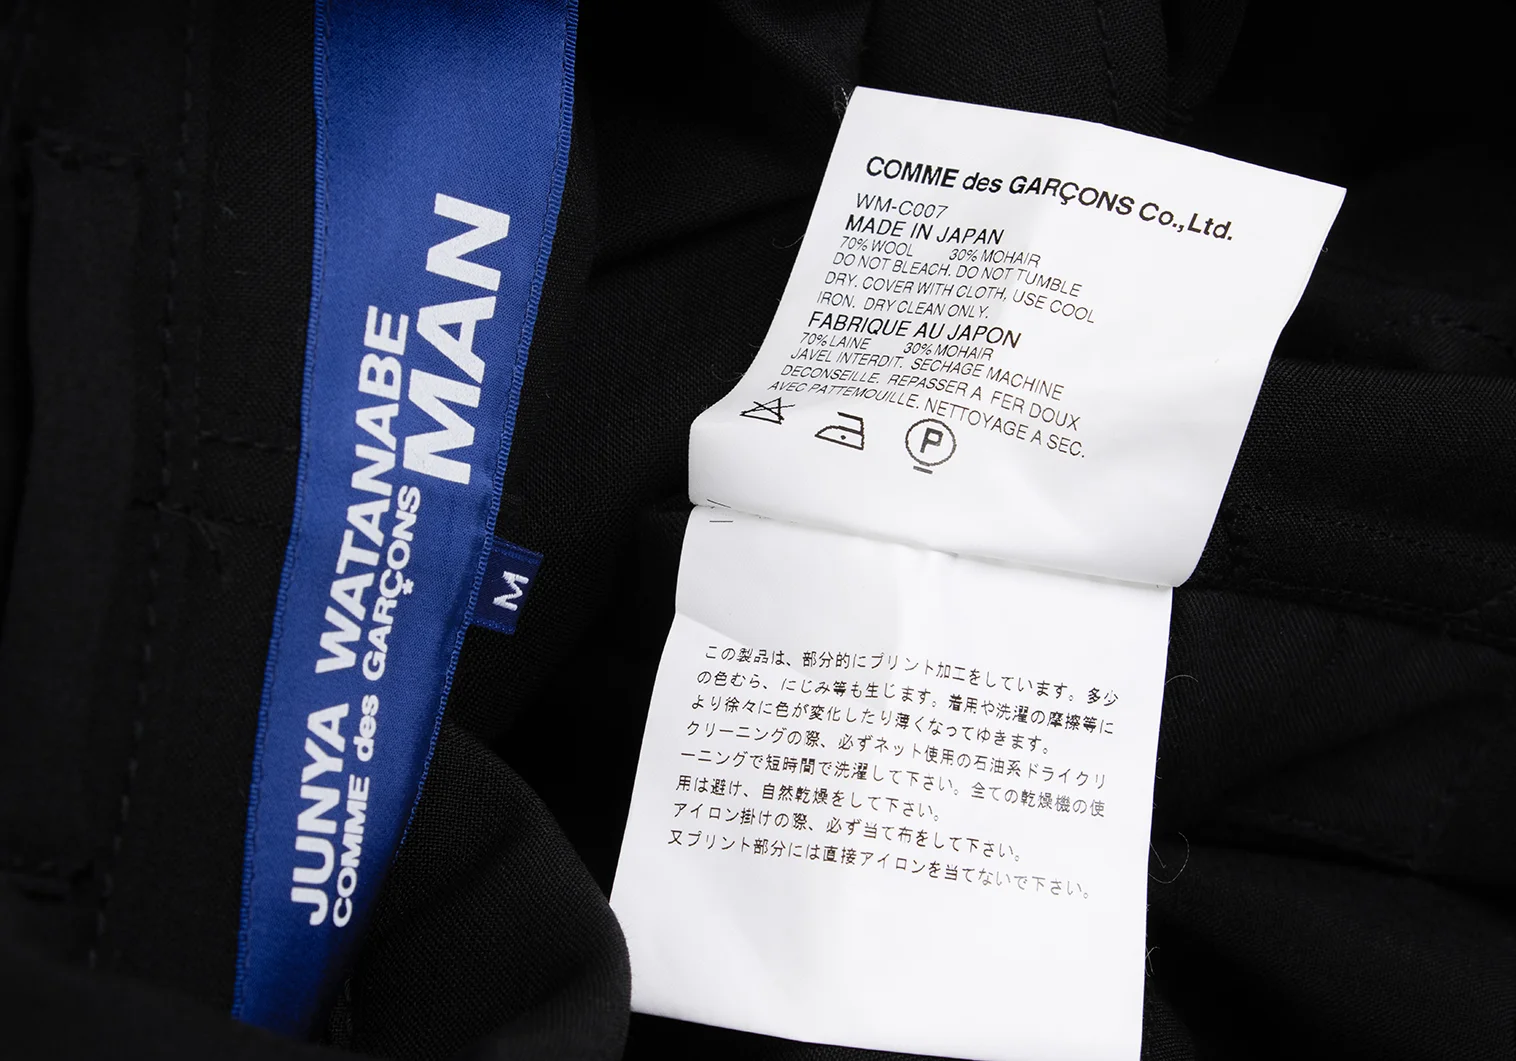 JUNYA WATANABE
COMME des GARÇONS
MAN
M
COMME des GARÇONS Co.,Ltd.
WM-C007
MADE IN JAPAN
70% WOOL 30% MOHAIR
DO NOT BLEACH. DO NOT TUMBLE
DRY. COVER WITH CLOTH, USE COOL
IRON. DRY CLEAN ONLY.
FABRIQUE AU JAPON
70% LAINE 30% MOHAIR
JAVEL INTERDIT. SECHAGE MACHINE
DECONSEILLE. REPASSER A FER DOUX
AVEC PATTEMOUILLE. NETTOYAGE A SEC.
P
この製品は、部分的にプリント加工をしています。多少
の色むら、にじみ等も生じます。着用や洗濯の摩擦等に
より徐々に色が変化したり薄くなってゆきます。
クリーニングの際、必ずネット使用の石油系ドライクリ
ーニングで短時間で洗濯して下さい。全ての乾燥機の使
用は避け、自然乾燥をして下さい。
アイロン掛けの際、必ず当て布をして下さい。
又プリント部分には直接アイロンを当てないで下さい。